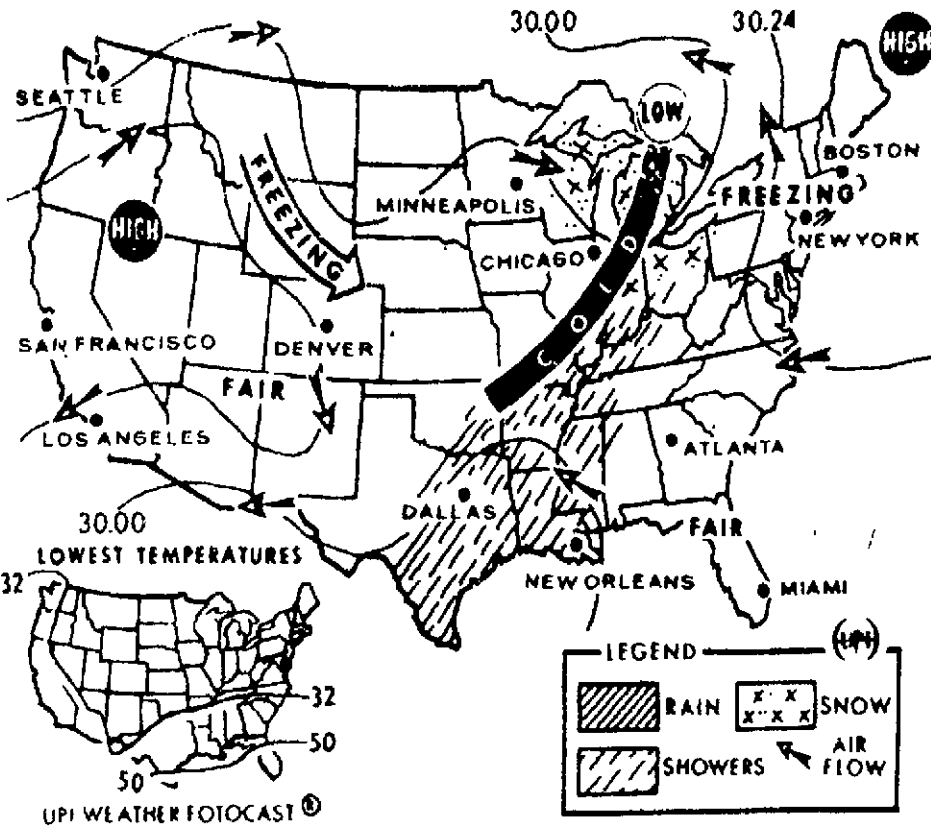 30.00
30.24
HIGH
SEATTLE
LOW
BOSTON
FREEZING
MINNEAPOLIS
FREEZING
HIGH
NEW YORK
CHICAGO
COLD
SAN FRANCISCO
DENVER
FAIR
LOS ANGELES
ATLANTA
DALLAS
30.00
FAIR
LOWEST TEMPERATURES
NEW ORLEANS
32
MIAMI
LEGEND
UPI
RAIN
SNOW
32
50
SHOWERS
AIR
FLOW
50
UPI WEATHER FOTOCAST ®